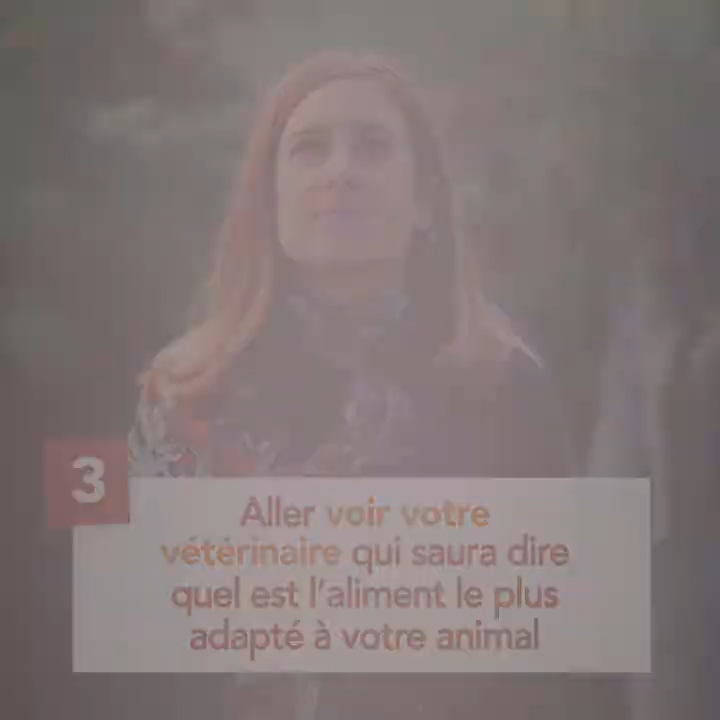 3
Aller voir votre
vétérinaire qui saura dire
quel est l'aliment le plus
adapté à votre animal